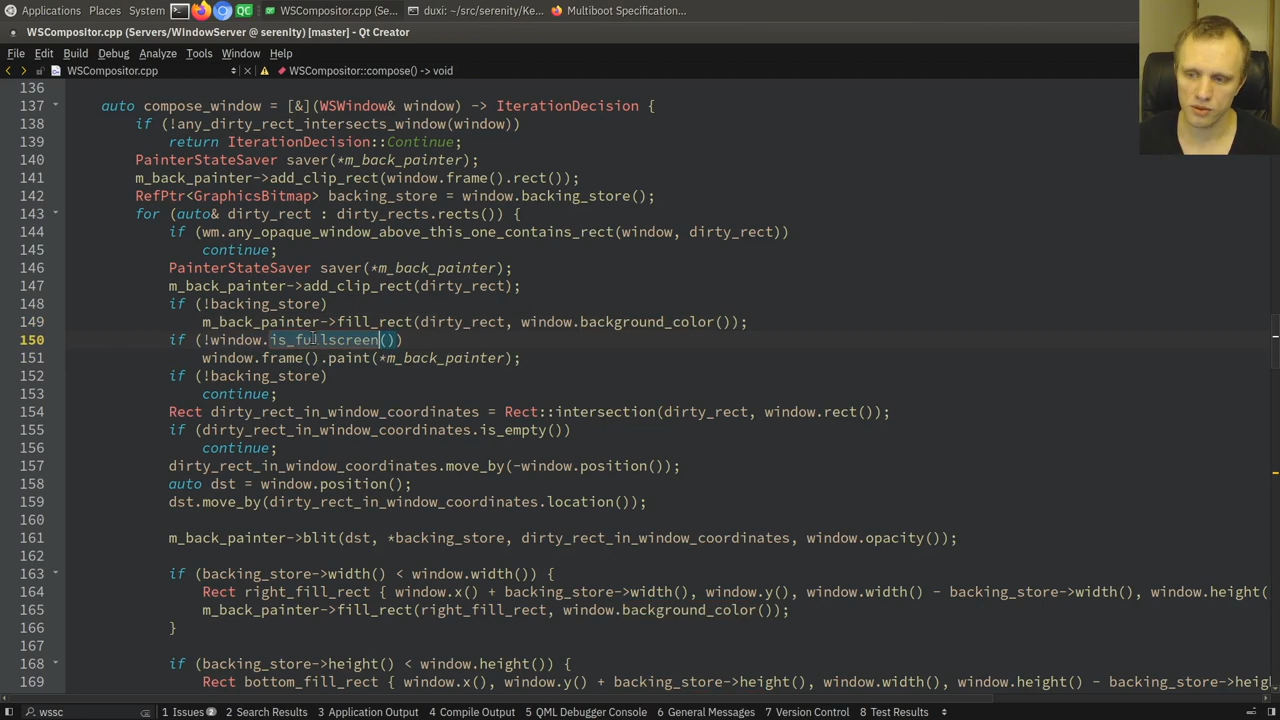 Applications Places System WSCompositor.cpp (Se... duxi: ~/src/serenity/Ke... Multiboot Specification...
WSCompositor.cpp (Servers/WindowServer @ serenity) [master] - Qt Creator
File Edit Build Debug Analyze Tools Window Help
WSCompositor.cpp WSCompositor::compose() -> void
136
137 auto compose_window = [&](WSWindow& window) -> IterationDecision {
138 if (!any_dirty_rect_intersects_window(window))
139 return IterationDecision::Continue;
140 PainterStateSaver saver(*m_back_painter);
141 m_back_painter->add_clip_rect(window.frame().rect());
142 RefPtr<GraphicsBitmap> backing_store = window.backing_store();
143 for (auto& dirty_rect : dirty_rects.rects()) {
144 if (wm.any_opaque_window_above_this_one_contains_rect(window, dirty_rect))
145 continue;
146 PainterStateSaver saver(*m_back_painter);
147 m_back_painter->add_clip_rect(dirty_rect);
148 if (!backing_store)
149 m_back_painter->fill_rect(dirty_rect, window.background_color());
150 if (!window.is_fullscreen())
151 window.frame().paint(*m_back_painter);
152 if (!backing_store)
153 continue;
154 Rect dirty_rect_in_window_coordinates = Rect::intersection(dirty_rect, window.rect());
155 if (dirty_rect_in_window_coordinates.is_empty())
156 continue;
157 dirty_rect_in_window_coordinates.move_by(-window.position());
158 auto dst = window.position();
159 dst.move_by(dirty_rect_in_window_coordinates.location());
160
161 m_back_painter->blit(dst, *backing_store, dirty_rect_in_window_coordinates, window.opacity());
162
163 if (backing_store->width() < window.width()) {
164 Rect right_fill_rect { window.x() + backing_store->width(), window.y(), window.width() - backing_store->width(), window.height(
165 m_back_painter->fill_rect(right_fill_rect, window.background_color());
166 }
167
168 if (backing_store->height() < window.height()) {
169 Rect bottom_fill_rect { window.x(), window.y() + backing_store->height(), window.width(), window.height() - backing_store->heig
wssc 1 Issues 2 2 Search Results 3 Application Output 4 Compile Output 5 QML Debugger Console 6 General Messages 7 Version Control 8 Test Results